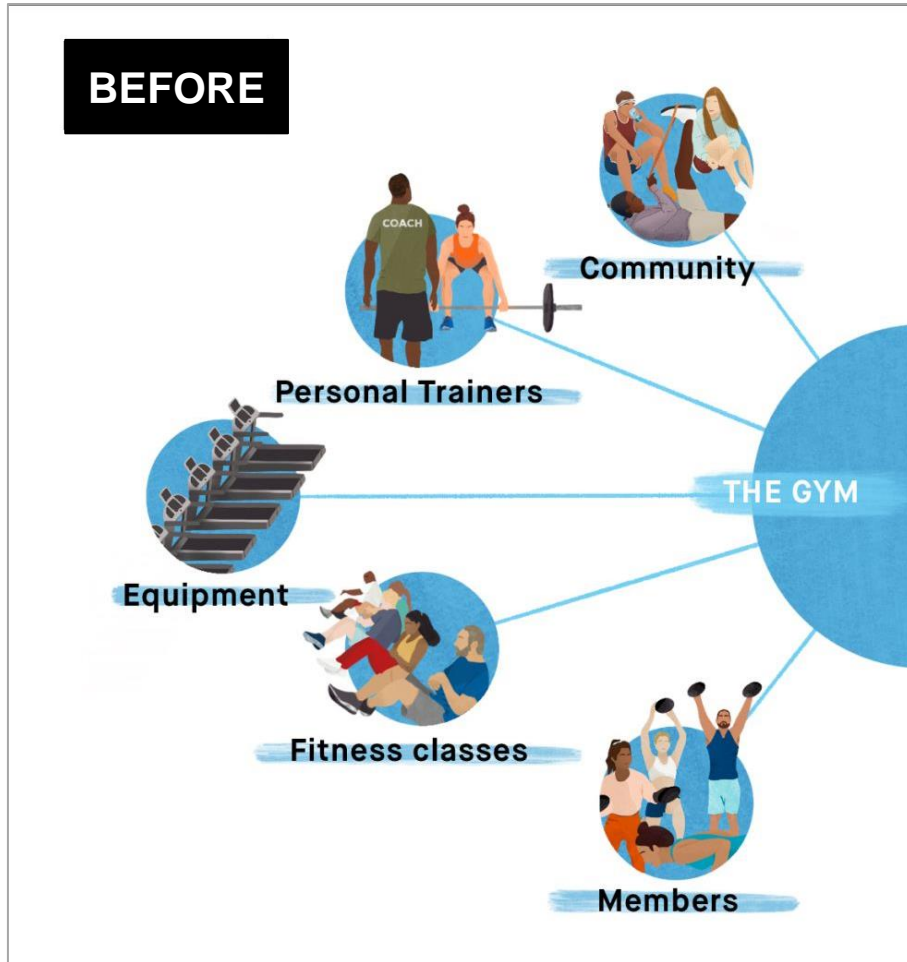 BEFORE
Community
COACH
Personal Trainers
THE GYM
Equipment
Fitness classes
Members